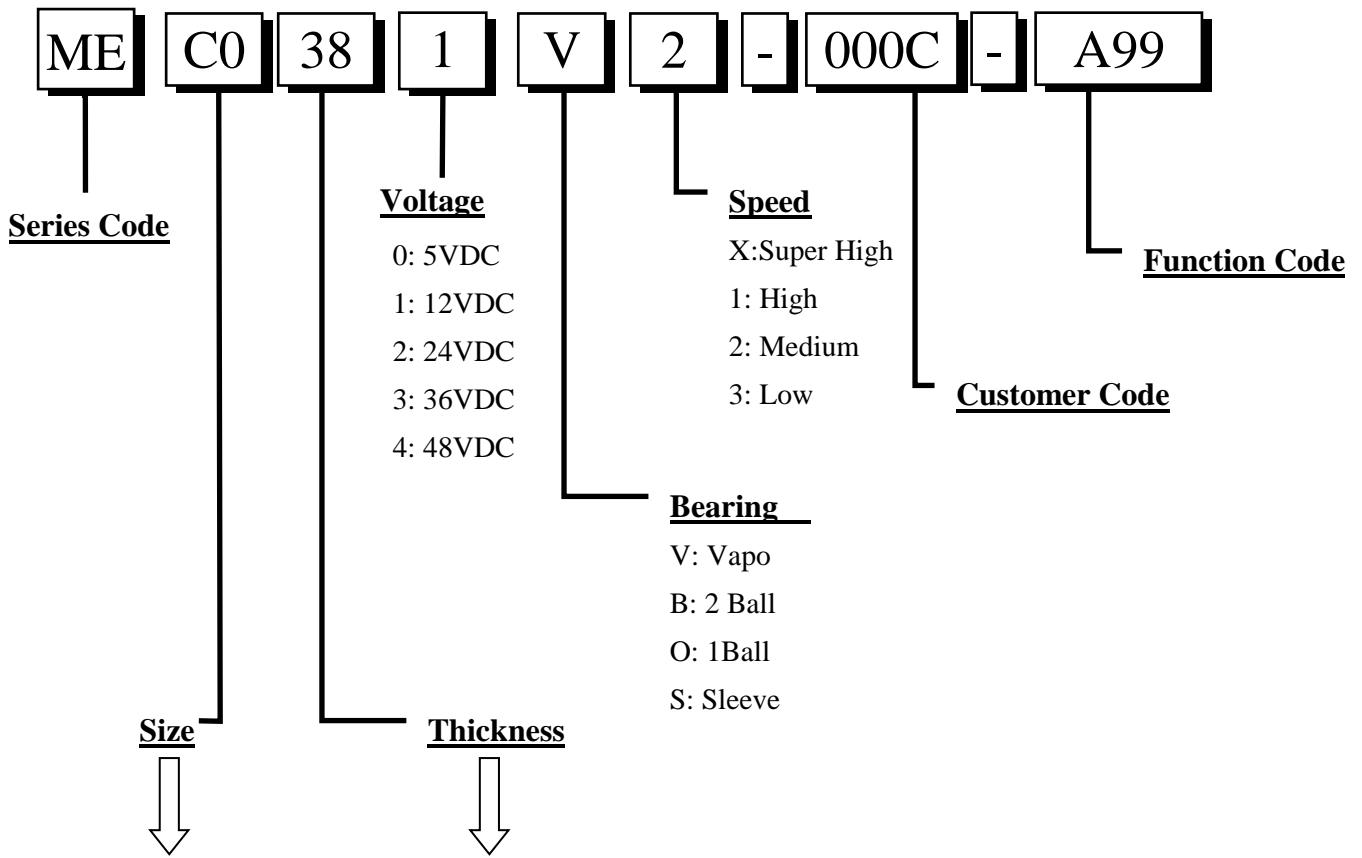 ME C0 38 1 V 2 - 000C - A99
Series Code
Voltage
0: 5VDC
1: 12VDC
2: 24VDC
3: 36VDC
4: 48VDC
Speed
X:Super High
1: High
2: Medium
3: Low
Function Code
Customer Code
Bearing
V: Vapo
B: 2 Ball
O: 1Ball
S: Sleeve
Size
Thickness